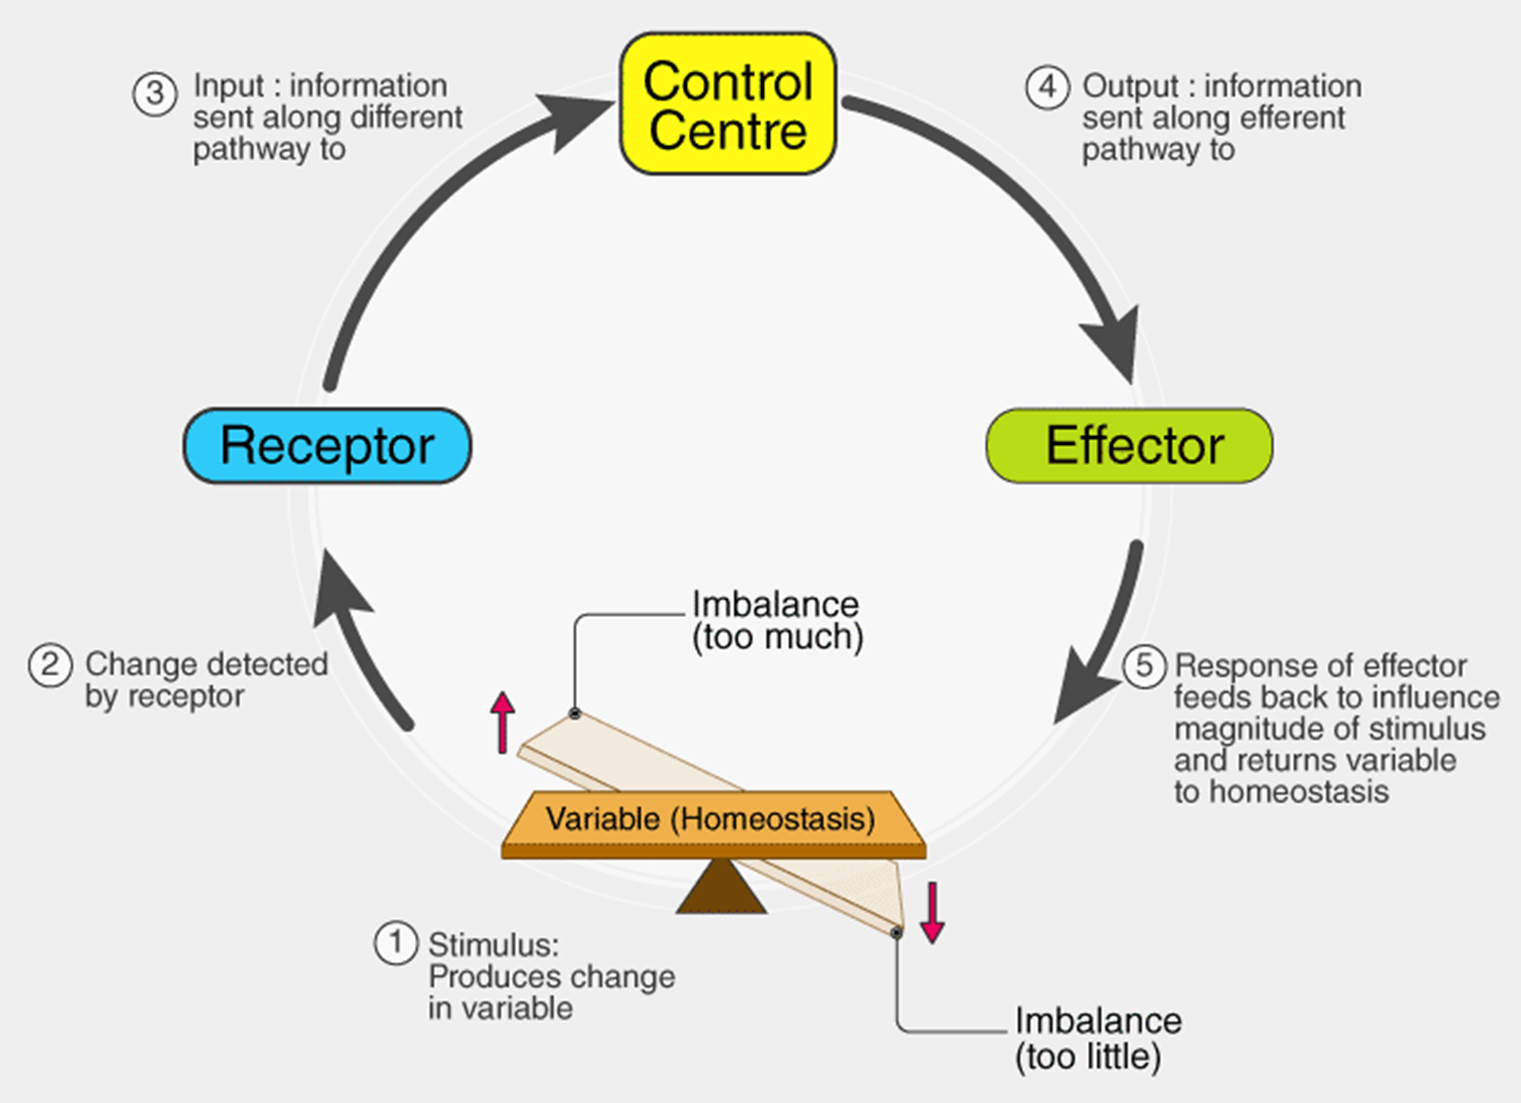 Control
Centre
3 Input : information
sent along different
pathway to
4 Output : information
sent along efferent
pathway to
Receptor
Effector
Imbalance
(too much)
2 Change detected
by receptor
5 Response of effector
feeds back to influence
magnitude of stimulus
and returns variable
to homeostasis
Variable (Homeostasis)
1 Stimulus:
Produces change
in variable
Imbalance
(too little)